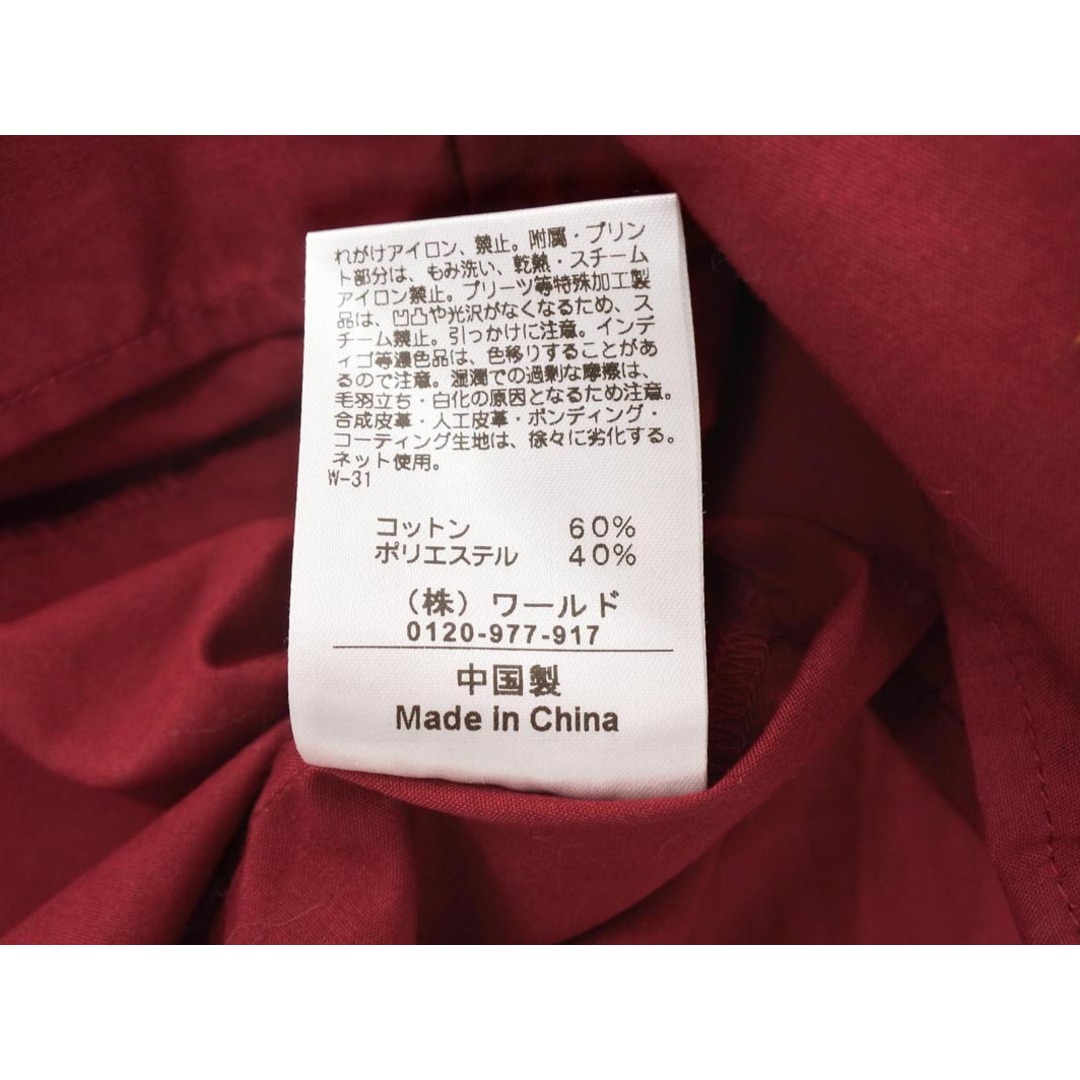 れがけアイロン、禁止。附属・プリン
ト部分は、もみ洗い、乾熱・スチーム
アイロン禁止。プリーツ等特殊加工製
品は、凹凸や光沢がなくなるため、ス
チーム禁止。引っかけに注意。インデ
ィゴ等濃色品は、色移りすることがあ
るので注意。湿潤での過剰な摩擦は、
毛羽立ち・白化の原因となるため注意。
合成皮革・人工皮革・ボンディング・
コーティング生地は、徐々に劣化する。
ネット使用。
W-31
コットン 60%
ポリエステル 40%
（株）ワールド
0120-977-917
中国製
Made in China